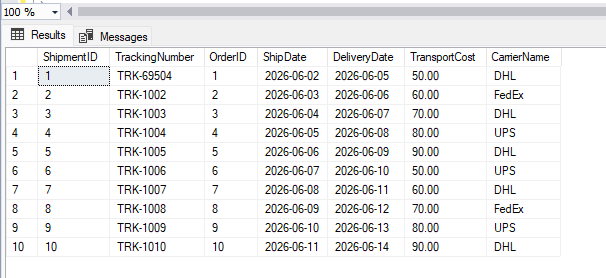 100 %
Results Messages
ShipmentID TrackingNumber OrderID ShipDate DeliveryDate TransportCost CarrierName
1 1 TRK-69504 1 2026-06-02 2026-06-05 50.00 DHL
2 2 TRK-1002 2 2026-06-03 2026-06-06 60.00 FedEx
3 3 TRK-1003 3 2026-06-04 2026-06-07 70.00 DHL
4 4 TRK-1004 4 2026-06-05 2026-06-08 80.00 UPS
5 5 TRK-1005 5 2026-06-06 2026-06-09 90.00 DHL
6 6 TRK-1006 6 2026-06-07 2026-06-10 50.00 UPS
7 7 TRK-1007 7 2026-06-08 2026-06-11 60.00 DHL
8 8 TRK-1008 8 2026-06-09 2026-06-12 70.00 FedEx
9 9 TRK-1009 9 2026-06-10 2026-06-13 80.00 UPS
10 10 TRK-1010 10 2026-06-11 2026-06-14 90.00 DHL